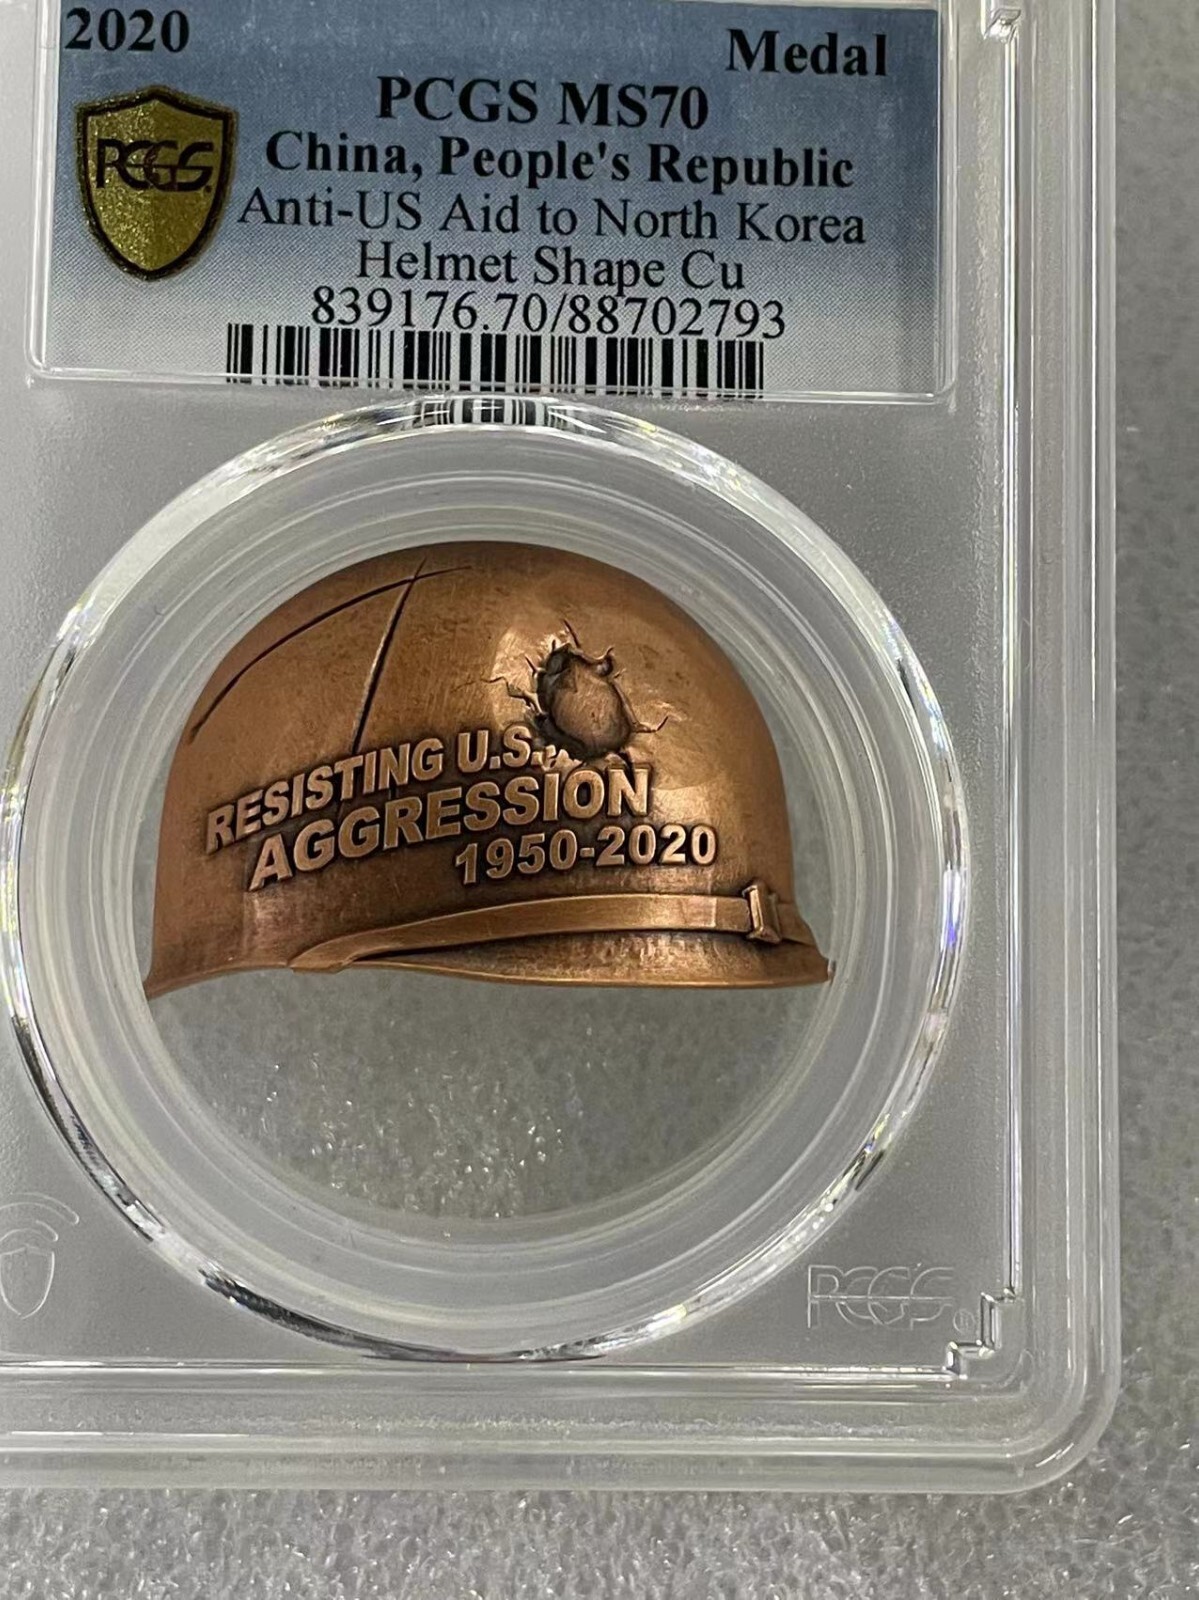 2020
Medal
PCGS MS70
PCGS
China, People's Republic
Anti-US Aid to North Korea
Helmet Shape Cu
839176.70/88702793
RESISTING U.S.
AGGRESSION
1950-2020
PCGS